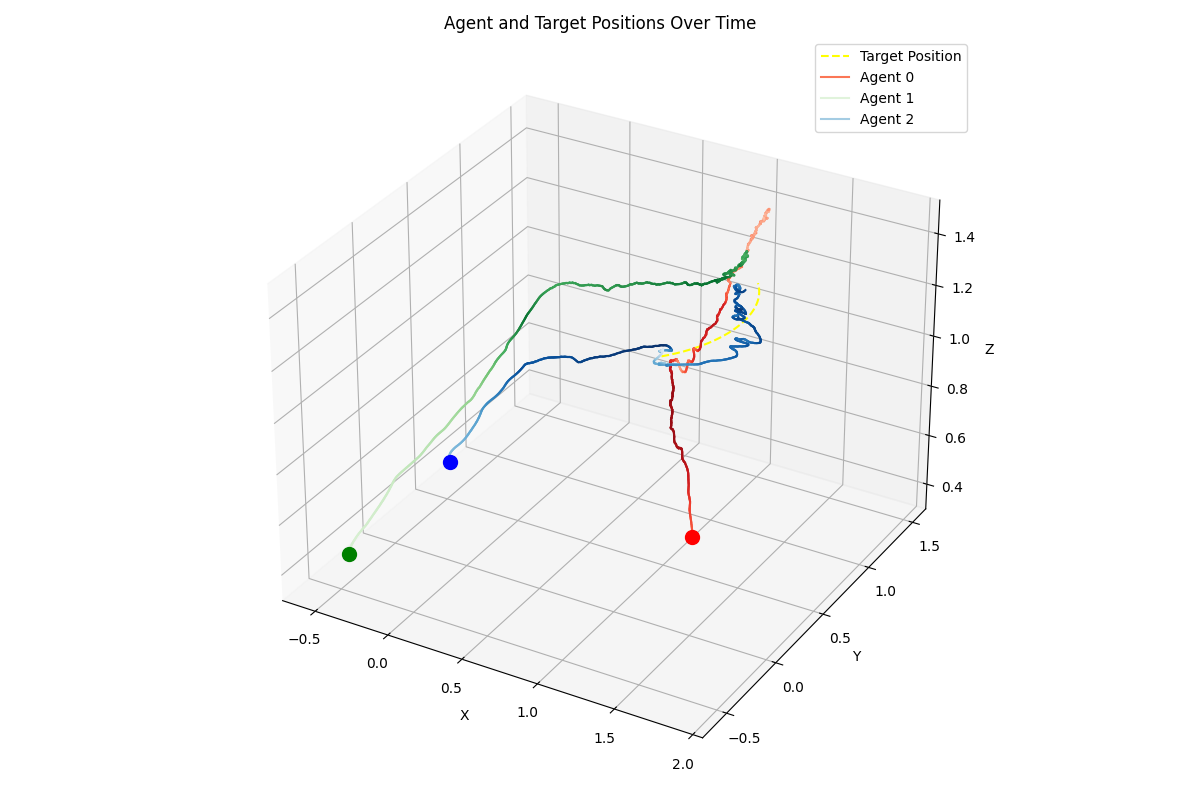 Agent and Target Positions Over Time
Target Position
Agent 0
Agent 1
Agent 2
1.4
1.2
1.0
0.8
0.6
0.4
Z
1.5
1.0
0.5
0.0
−0.5
Y
−0.5
0.0
0.5
1.0
1.5
2.0
X